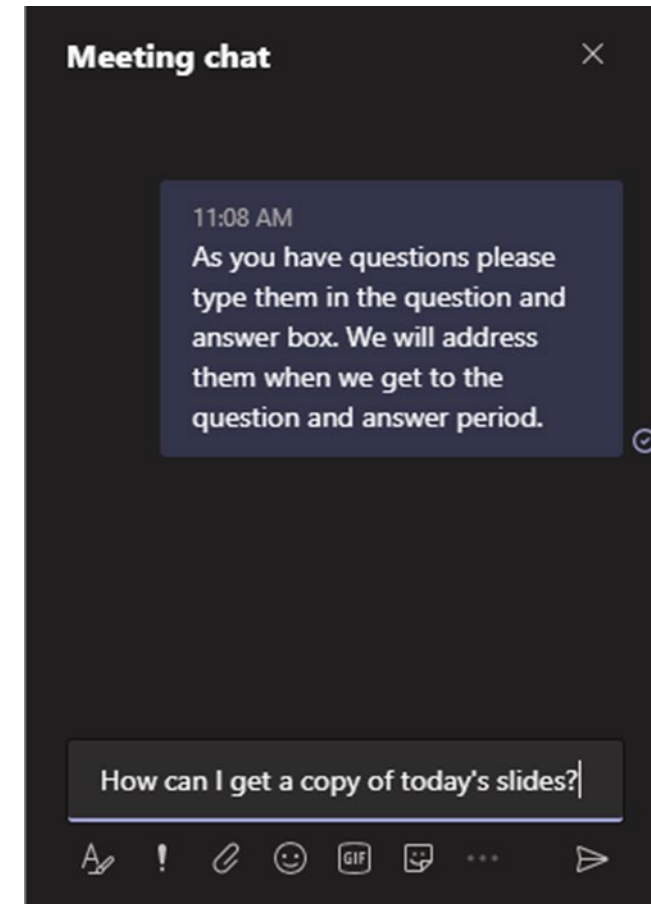 Meeting chat
11:08 AM
As you have questions please
type them in the question and
answer box. We will address
them when we get to the
question and answer period.
How can I get a copy of today's slides?
GIF